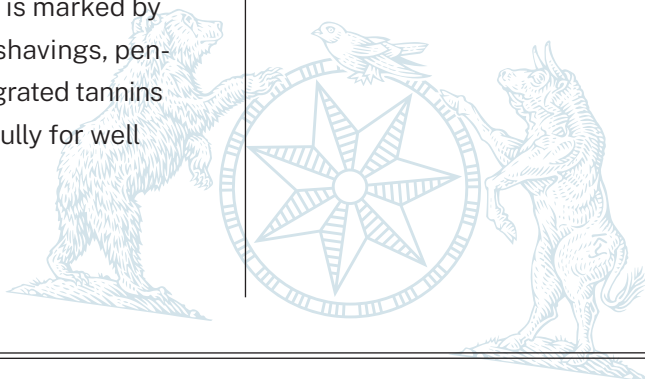 is marked by
shavings, pen-
grated tannins
ully for well